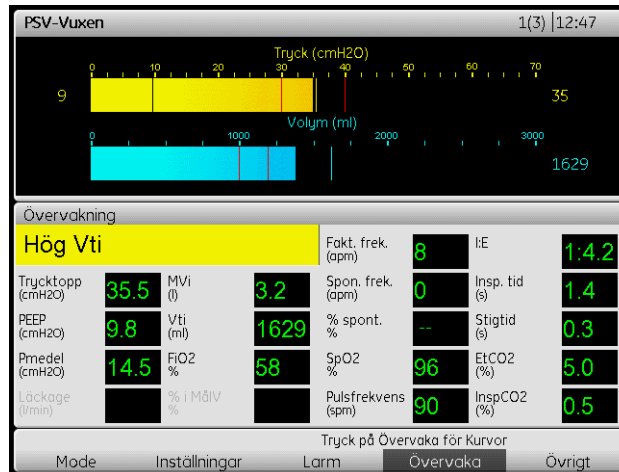 PSV-Vuxen 1(3) 12:47
Tryck (cmH2O)
0 10 20 30 40 50 60 70
9 35
Volym (ml)
0 1000 2000 3000
1629
Övervakning
Hög Vti
Fakt. frek. (apm) 8 I:E 1:4.2
Trycktopp (cmH2O) 35.5 MVi (l) 3.2 Spon. frek. (apm) 0 Insp. tid (s) 1.4
PEEP (cmH2O) 9.8 Vti (ml) 1629 % spont. % -- Stigtid (s) 0.3
Pmedel (cmH2O) 14.5 FiO2 % 58 SpO2 % 96 EtCO2 (%) 5.0
Läckage (l/min) % i MålV % Pulsfrekvens (spm) 90 InspCO2 (%) 0.5
Tryck på Övervaka för Kurvor
Mode Inställningar Larm Övervaka Övrigt